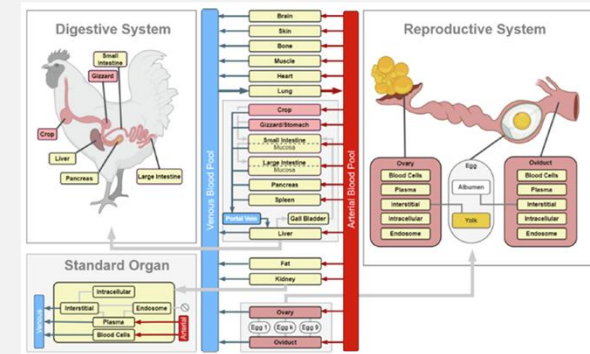 Digestive System
Small
Intestine
Gizzard
Crop
Liver
Pancreas
Large Intestine
Standard Organ
Intracellular
Interstitial
Endosome
Plasma
Blood Cells
Venous
Arterial
Venous Blood Pool
Brain
Skin
Bone
Muscle
Heart
Lung
Crop
Gizzard/Stomach
Small Intestine
Mucosa
Large Intestine
Mucosa
Pancreas
Spleen
Portal Vein
Gall Bladder
Liver
Fat
Kidney
Ovary
Egg 1
Egg k
Egg 9
Oviduct
Arterial Blood Pool
Reproductive System
Ovary
Blood Cells
Plasma
Interstitial
Intracellular
Endosome
Egg
Albumen
Yolk
Oviduct
Blood Cells
Plasma
Interstitial
Intracellular
Endosome